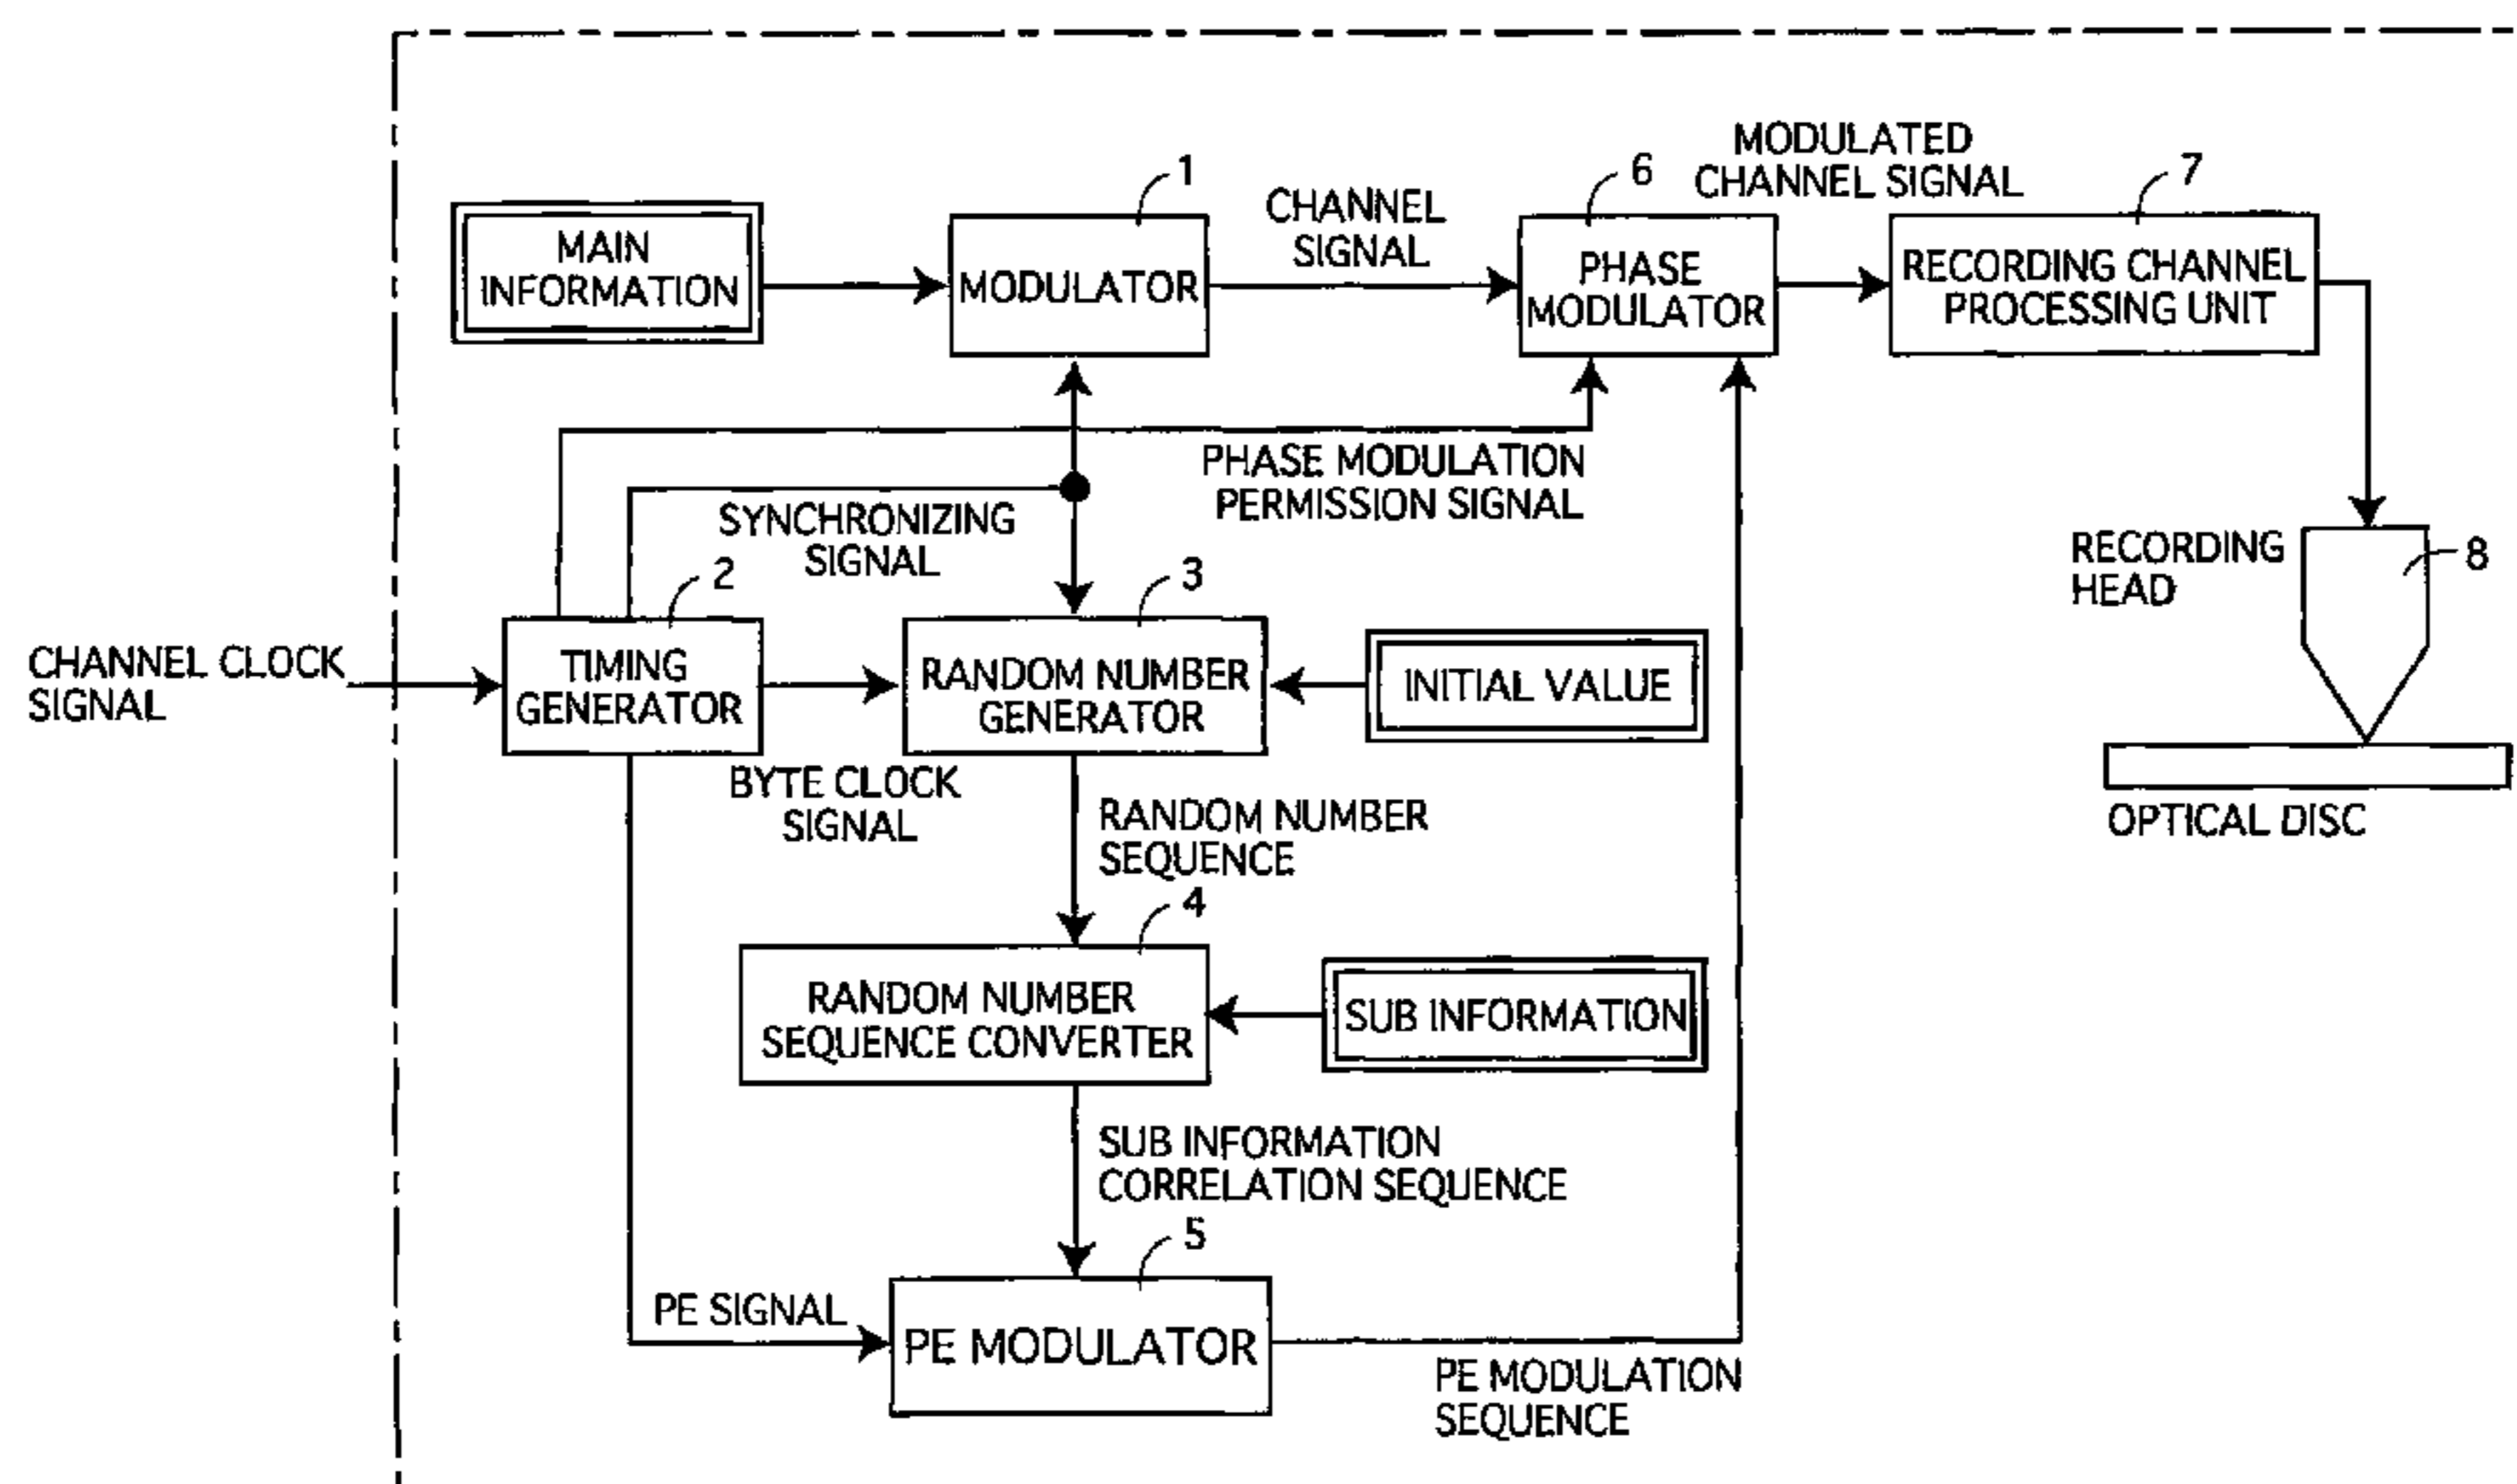 MAIN
INFORMATION
1
MODULATOR
CHANNEL
SIGNAL
6
PHASE
MODULATOR
MODULATED
CHANNEL SIGNAL
7
RECORDING CHANNEL
PROCESSING UNIT
PHASE MODULATION
PERMISSION SIGNAL
SYNCHRONIZING
SIGNAL
RECORDING
HEAD
8
CHANNEL CLOCK
SIGNAL
2
TIMING
GENERATOR
3
RANDOM NUMBER
GENERATOR
INITIAL VALUE
BYTE CLOCK
SIGNAL
OPTICAL DISC
RANDOM NUMBER
SEQUENCE
4
RANDOM NUMBER
SEQUENCE CONVERTER
SUB INFORMATION
SUB INFORMATION
CORRELATION SEQUENCE
5
PE SIGNAL
PE MODULATOR
PE MODULATION
SEQUENCE